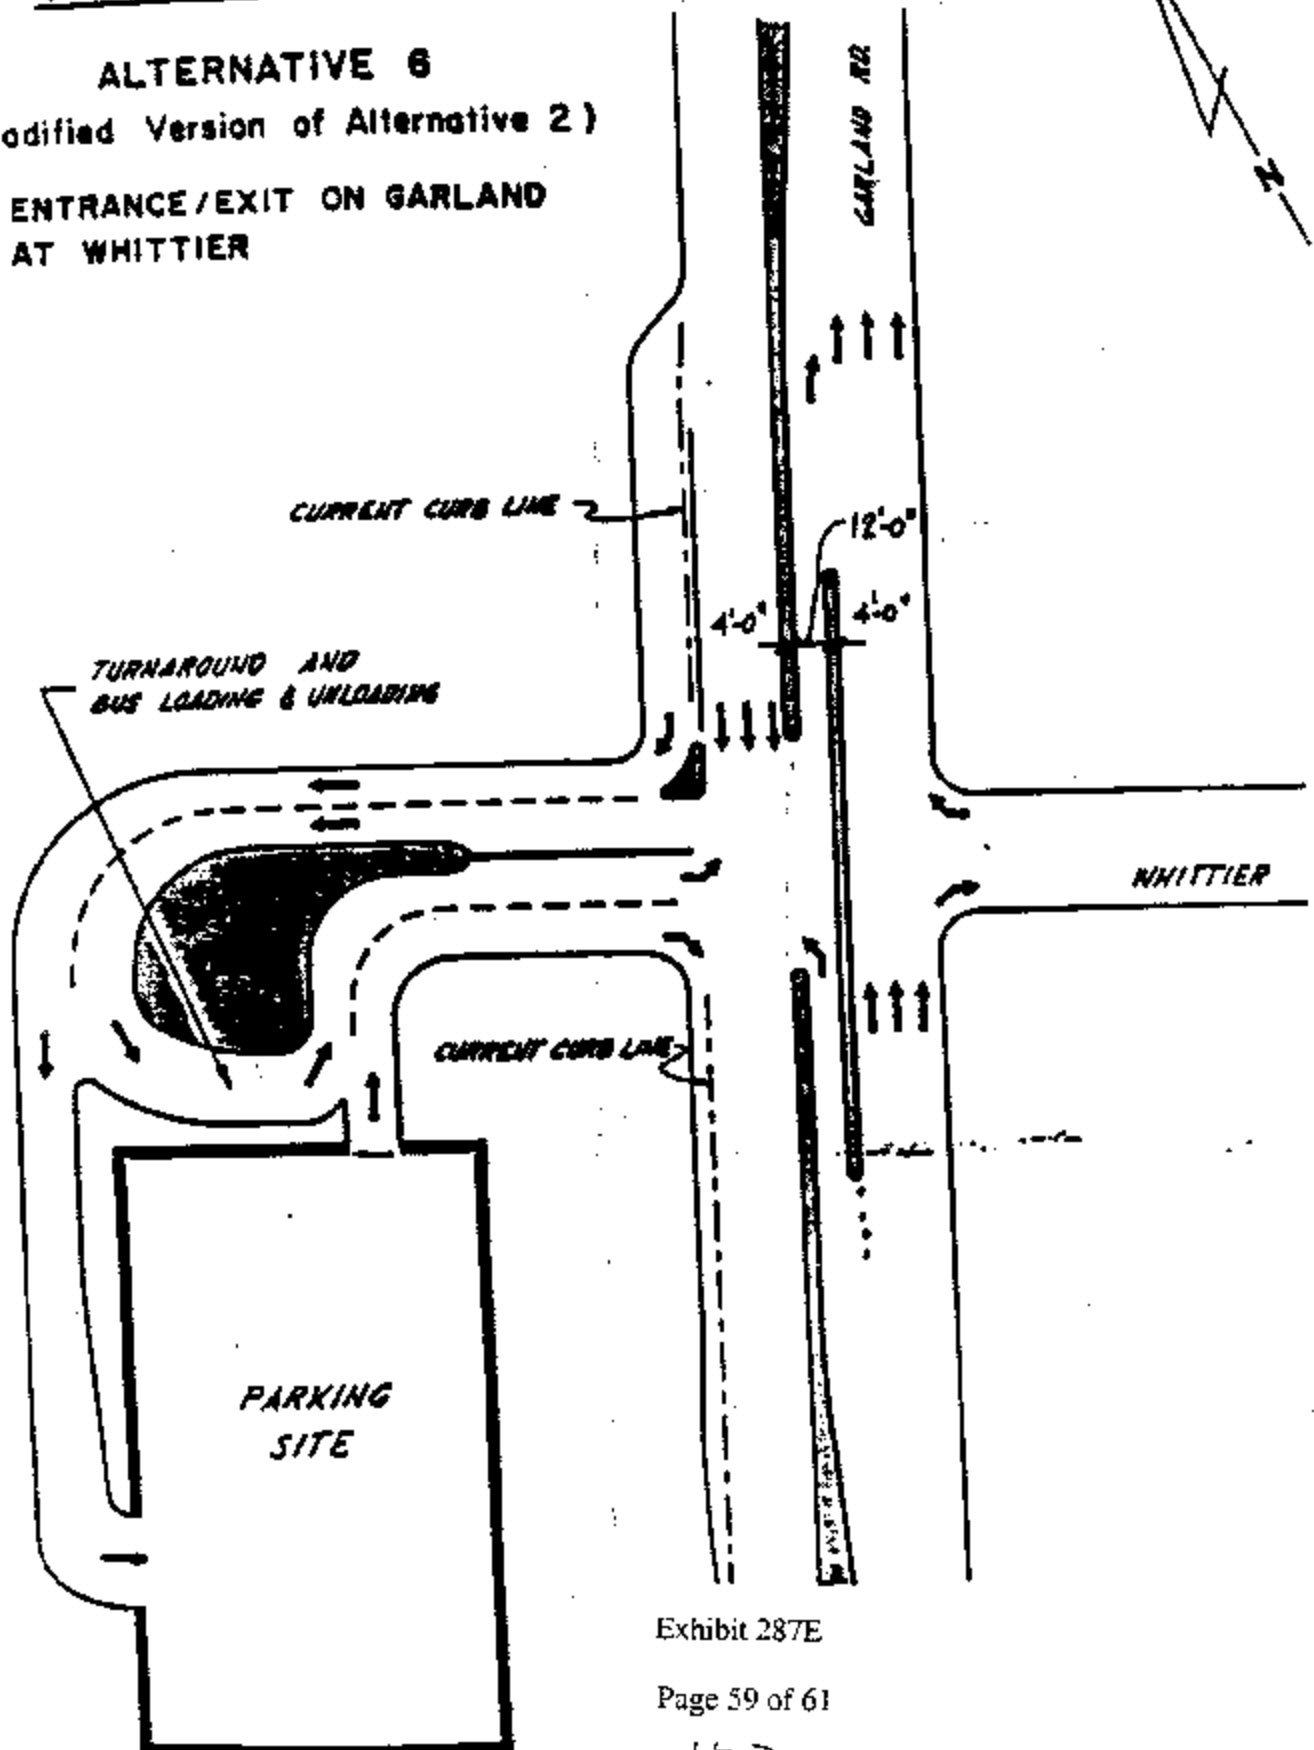 ALTERNATIVE 6
odified Version of Alternative 2)
ENTRANCE/EXIT ON GARLAND
AT WHITTIER
GARLAND RD.
N
CURRENT CURB LINE
12'-0"
4'-0"
4'-0"
TURNAROUND AND
BUS LOADING & UNLOADING
WHITTIER
CURRENT CURB LINE
PARKING
SITE
Exhibit 287E
Page 59 of 61